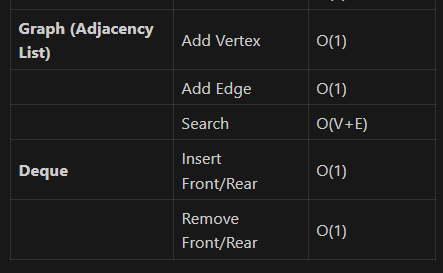 Graph (Adjacency
List)
Add Vertex
O(1)
Add Edge
O(1)
Search
O(V+E)
Deque
Insert
Front/Rear
O(1)
Remove
Front/Rear
O(1)